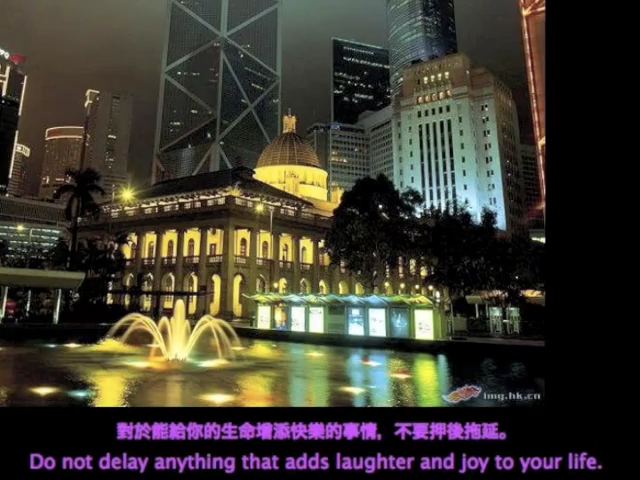 img.hk.cn
對於能給你的生命增添快樂的事情，不要押後拖延。
Do not delay anything that adds laughter and joy to your life.